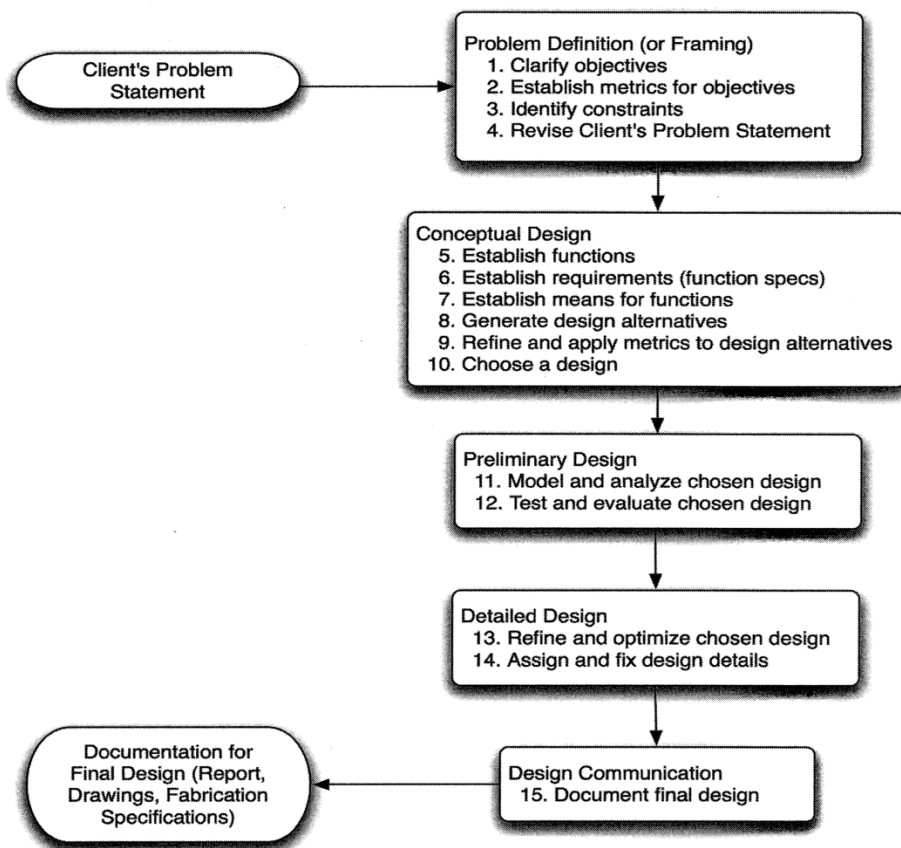 Client's Problem
Statement
Problem Definition (or Framing)
1. Clarify objectives
2. Establish metrics for objectives
3. Identify constraints
4. Revise Client's Problem Statement
Conceptual Design
5. Establish functions
6. Establish requirements (function specs)
7. Establish means for functions
8. Generate design alternatives
9. Refine and apply metrics to design alternatives
10. Choose a design
Preliminary Design
11. Model and analyze chosen design
12. Test and evaluate chosen design
Detailed Design
13. Refine and optimize chosen design
14. Assign and fix design details
Design Communication
15. Document final design
Documentation for
Final Design (Report,
Drawings, Fabrication
Specifications)